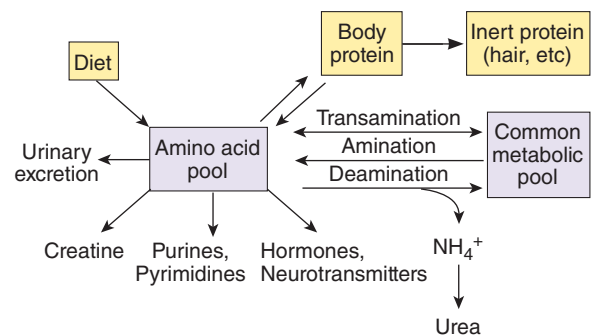 Diet
Body
protein
Inert protein
(hair, etc)
Urinary
excretion
Amino acid
pool
Transamination
Amination
Deamination
Common
metabolic
pool
Creatine
Purines,
Pyrimidines
Hormones,
Neurotransmitters
NH₄⁺
Urea